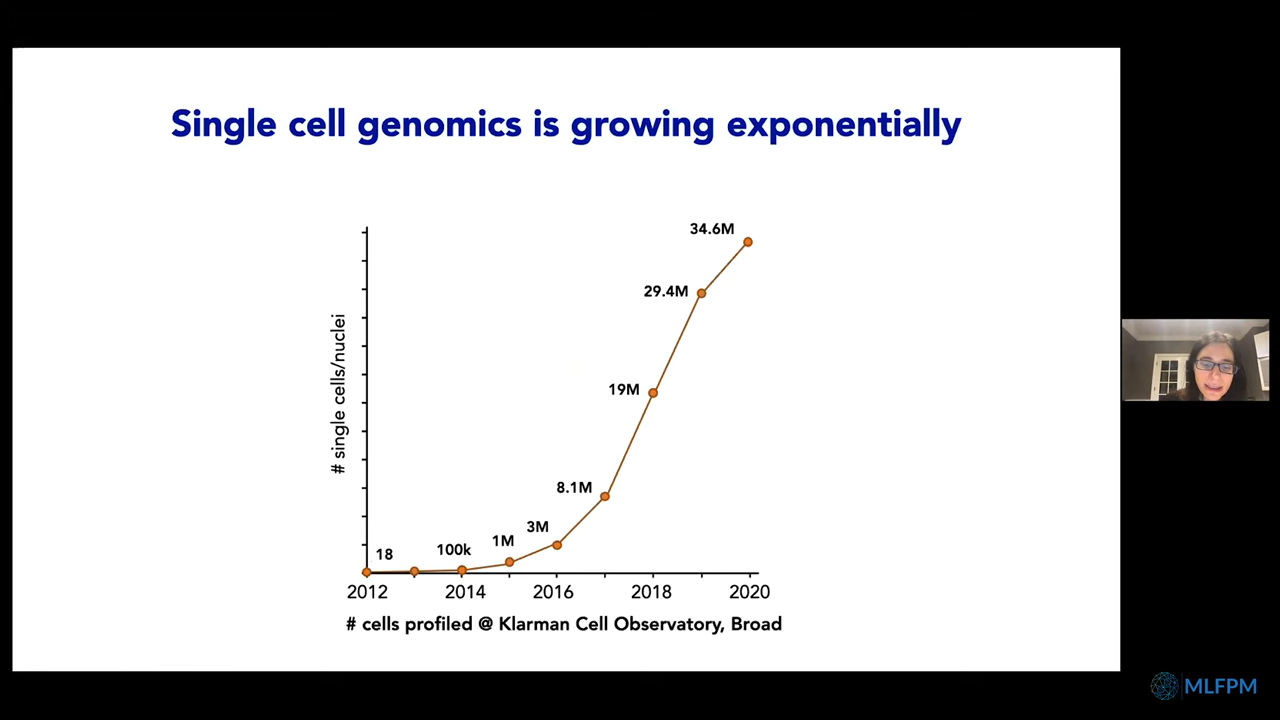 Single cell genomics is growing exponentially
34.6M
29.4M
19M
8.1M
3M
1M
100k
18
# single cells/nuclei
2012 2014 2016 2018 2020
# cells profiled @ Klarman Cell Observatory, Broad
MLFPM